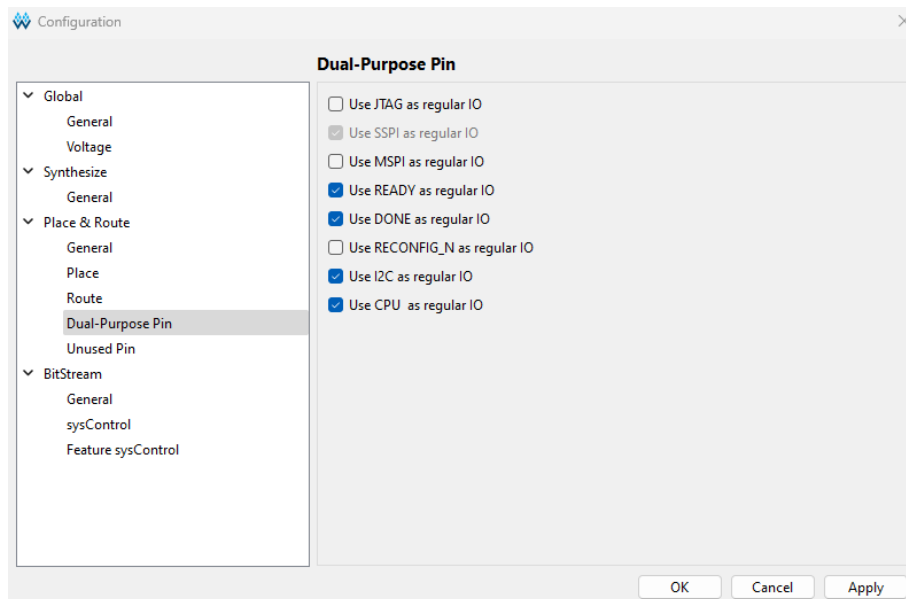 Configuration
Dual-Purpose Pin
Global
General
Voltage
Synthesize
General
Place & Route
General
Place
Route
Dual-Purpose Pin
Unused Pin
BitStream
General
sysControl
Feature sysControl
Use JTAG as regular IO
Use SSPI as regular IO
Use MSPI as regular IO
Use READY as regular IO
Use DONE as regular IO
Use RECONFIG_N as regular IO
Use I2C as regular IO
Use CPU  as regular IO
OK
Cancel
Apply